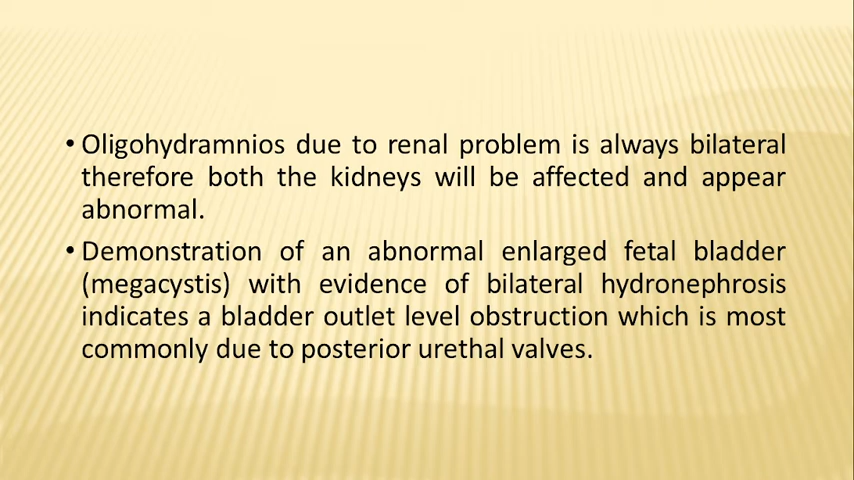 • Oligohydramnios due to renal problem is always bilateral
therefore both the kidneys will be affected and appear
abnormal.
• Demonstration of an abnormal enlarged fetal bladder
(megacystis) with evidence of bilateral hydronephrosis
indicates a bladder outlet level obstruction which is most
commonly due to posterior urethal valves.